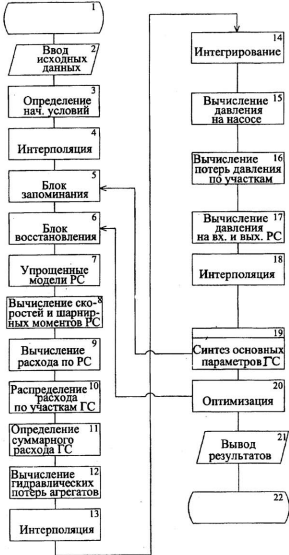 1
Ввод 2
исходных
данных
3
Определение
нач. условий
4
Интерполяция
5
Блок
запоминания
6
Блок
восстановления
7
Упрощенные
модели РС
Вычисление ско- 8
ростей и шарнир-
ных моментов РС
9
Вычисление
расхода по РС
Распределение 10
расхода
по участкам ГС
Определение 11
суммарного
расхода ГС
Вычисление 12
гидравлических
потерь агрегатов
13
Интерполяция
14
Интегрирование
15
Вычисление
давления
на насосе
16
Вычисление
потерь давления
по участкам
Вычисление 17
давления
на вх. и вых. РС
18
Интерполяция
19
Синтез основных
параметров ГС
20
Оптимизация
21
Вывод
результатов
22